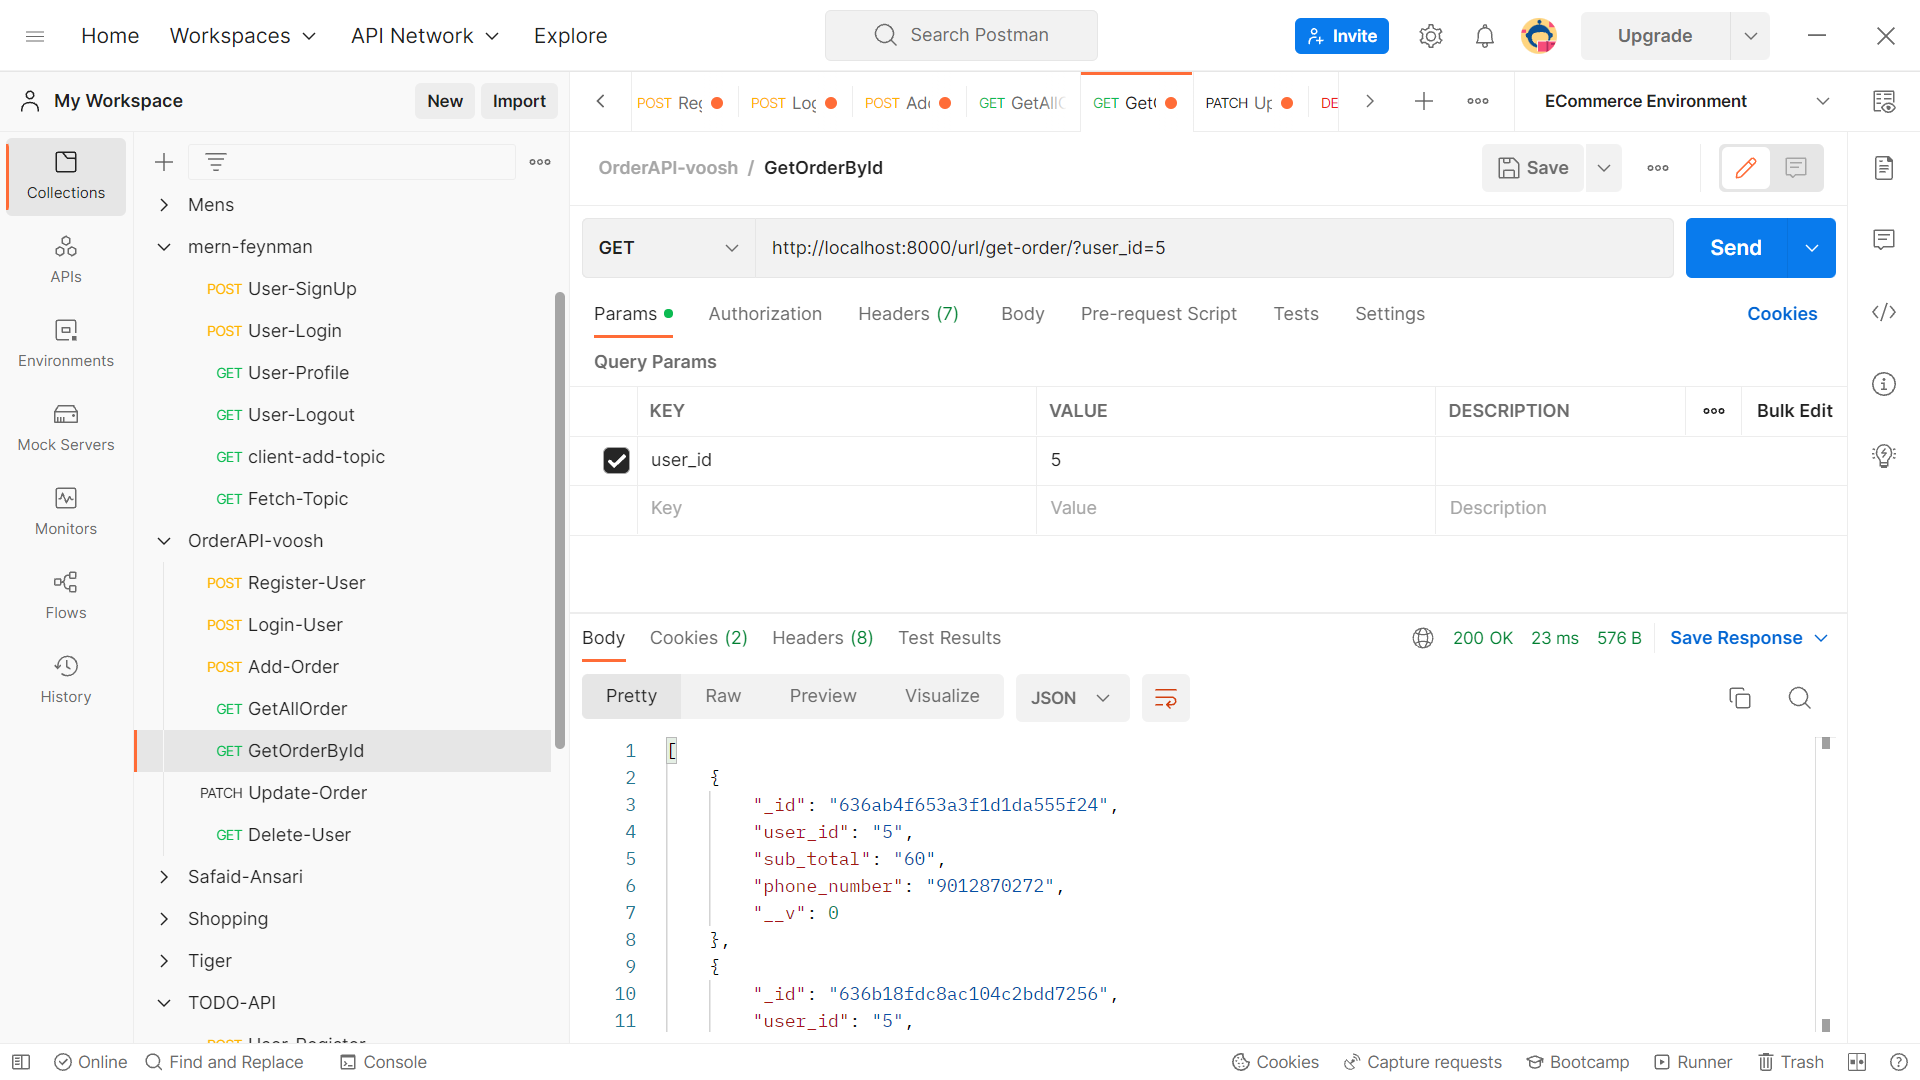 Home Workspaces API Network Explore Search Postman Invite Upgrade
My Workspace New Import
POST Reg POST Log POST Add GET GetAllO GET GetO PATCH Up DE ECommerce Environment
Collections
APIs
Environments
Mock Servers
Monitors
Flows
History
Mens
mern-feynman
POST User-SignUp
POST User-Login
GET User-Profile
GET User-Logout
GET client-add-topic
GET Fetch-Topic
OrderAPI-voosh
POST Register-User
POST Login-User
POST Add-Order
GET GetAllOrder
GET GetOrderById
PATCH Update-Order
GET Delete-User
Safaid-Ansari
Shopping
Tiger
TODO-API
POST User-Register
OrderAPI-voosh / GetOrderById Save
GET http://localhost:8000/url/get-order/?user_id=5 Send
Params Authorization Headers (7) Body Pre-request Script Tests Settings Cookies
Query Params
KEY VALUE DESCRIPTION Bulk Edit
user_id 5
Key Value Description
Body Cookies (2) Headers (8) Test Results 200 OK 23 ms 576 B Save Response
Pretty Raw Preview Visualize JSON
1 [
2 {
3 "_id": "636ab4f653a3f1d1da555f24",
4 "user_id": "5",
5 "sub_total": "60",
6 "phone_number": "9012870272",
7 "__v": 0
8 },
9 {
10 "_id": "636b18fdc8ac104c2bdd7256",
11 "user_id": "5",
Online Find and Replace Console Cookies Capture requests Bootcamp Runner Trash